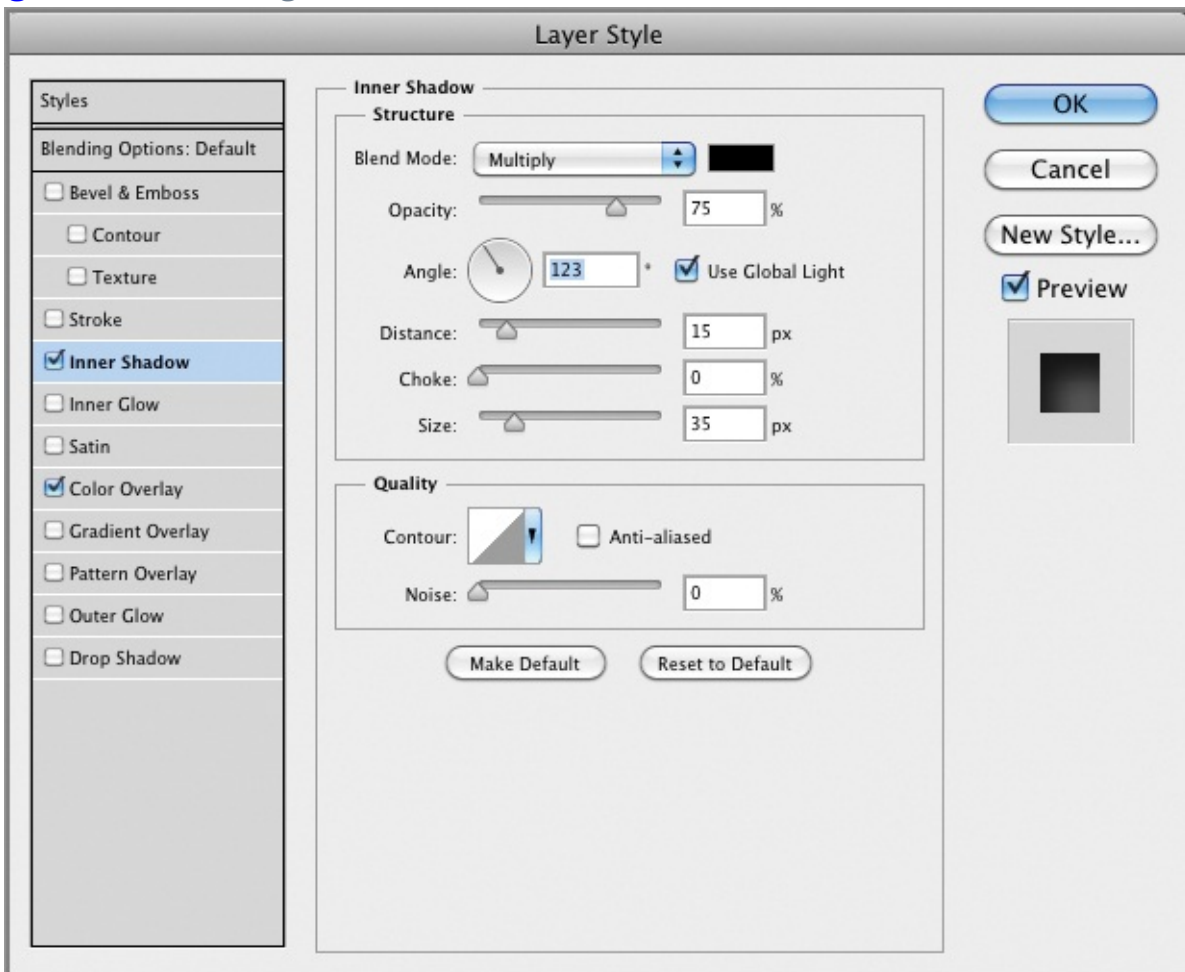 Layer Style
Styles
Blending Options: Default
Bevel & Emboss
Contour
Texture
Stroke
Inner Shadow
Inner Glow
Satin
Color Overlay
Gradient Overlay
Pattern Overlay
Outer Glow
Drop Shadow
Inner Shadow
Structure
Blend Mode: Multiply
Opacity: 75 %
Angle: 123 ° Use Global Light
Distance: 15 px
Choke: 0 %
Size: 35 px
Quality
Contour: Anti-aliased
Noise: 0 %
Make Default Reset to Default
OK
Cancel
New Style...
Preview